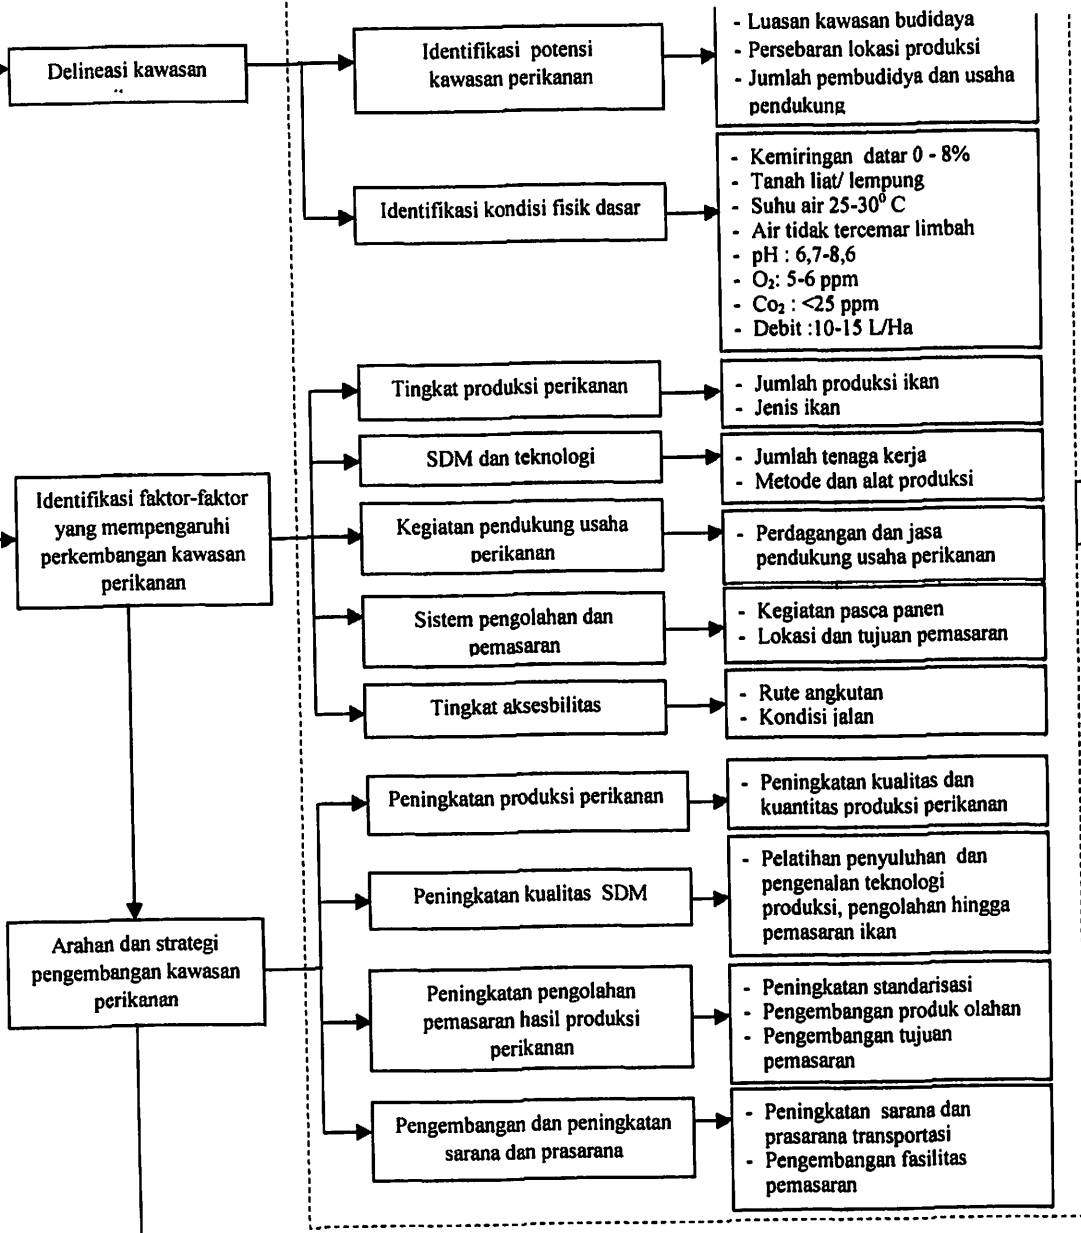 Delineasi kawasan
Identifikasi potensi
kawasan perikanan
- Luasan kawasan budidaya
- Persebaran lokasi produksi
- Jumlah pembudidya dan usaha
pendukung
Identifikasi kondisi fisik dasar
- Kemiringan datar 0 - 8%
- Tanah liat/ lempung
- Suhu air 25-30⁰ C
- Air tidak tercemar limbah
- pH : 6,7-8,6
- O₂: 5-6 ppm
- Co₂ : <25 ppm
- Debit :10-15 L/Ha
Identifikasi faktor-faktor
yang mempengaruhi
perkembangan kawasan
perikanan
Tingkat produksi perikanan
- Jumlah produksi ikan
- Jenis ikan
SDM dan teknologi
- Jumlah tenaga kerja
- Metode dan alat produksi
Kegiatan pendukung usaha
perikanan
- Perdagangan dan jasa
pendukung usaha perikanan
Sistem pengolahan dan
pemasaran
- Kegiatan pasca panen
- Lokasi dan tujuan pemasaran
Tingkat aksesbilitas
- Rute angkutan
- Kondisi jalan
Arahan dan strategi
pengembangan kawasan
perikanan
Peningkatan produksi perikanan
- Peningkatan kualitas dan
kuantitas produksi perikanan
Peningkatan kualitas SDM
- Pelatihan penyuluhan dan
pengenalan teknologi
produksi, pengolahan hingga
pemasaran ikan
Peningkatan pengolahan
pemasaran hasil produksi
perikanan
- Peningkatan standarisasi
- Pengembangan produk olahan
- Pengembangan tujuan
pemasaran
Pengembangan dan peningkatan
sarana dan prasarana
- Peningkatan sarana dan
prasarana transportasi
- Pengembangan fasilitas
pemasaran